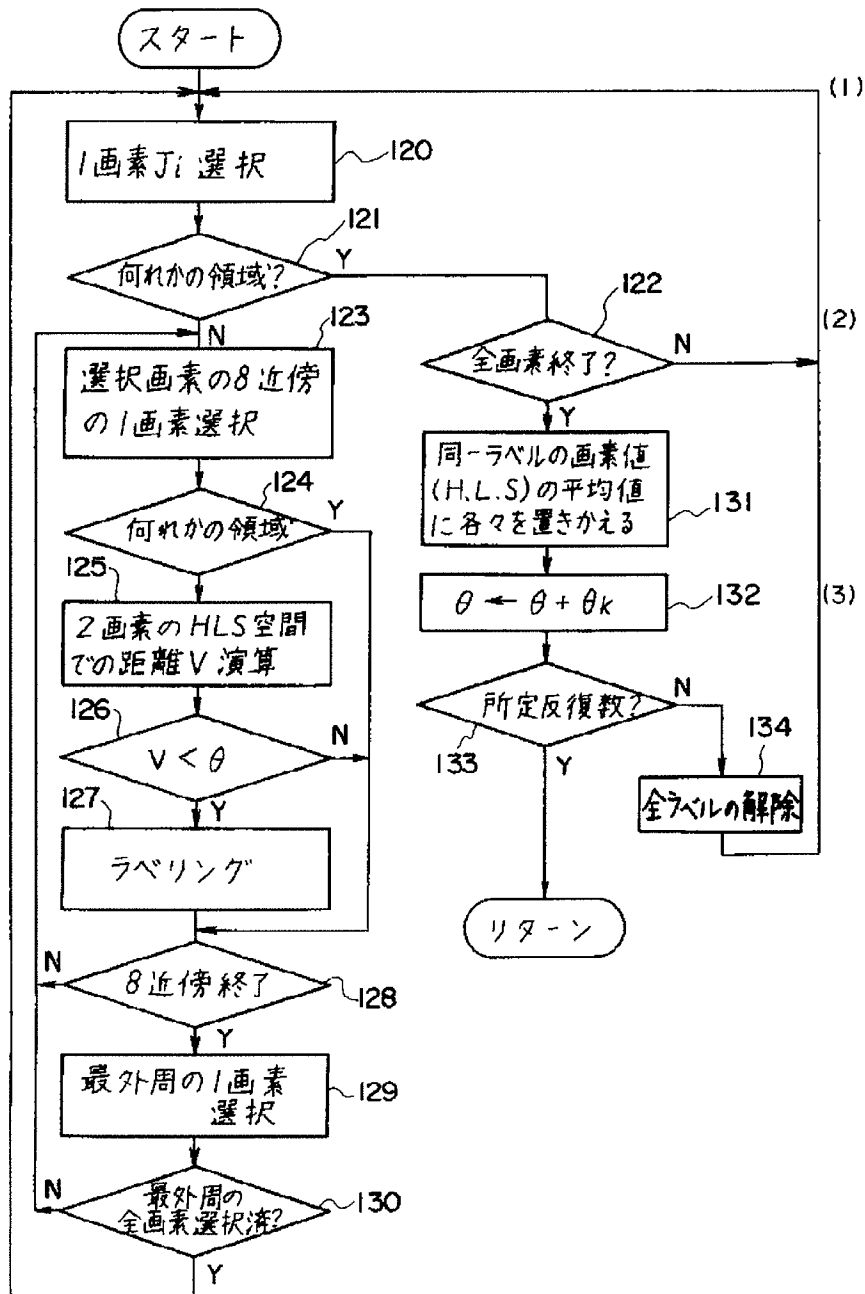 スタート
(1)
1画素Ji選択
120
121
何れかの領域?
Y
N
122
(2)
全画素終了?
N
Y
123
選択画素の8近傍
の1画素選択
124
何れかの領域
Y
125
2画素のHLS空間
での距離V演算
126
V<θ
N
Y
127
ラベリング
8近傍終了
N
128
Y
最外周の1画素
選択
129
最外周の
全画素選択済?
N
130
Y
同一ラベルの画素値
(H.L.S)の平均値
に各々を置きかえる
131
θ ← θ + θK
132
(3)
所定反復数?
N
133
Y
134
全ラベルの解除
リターン